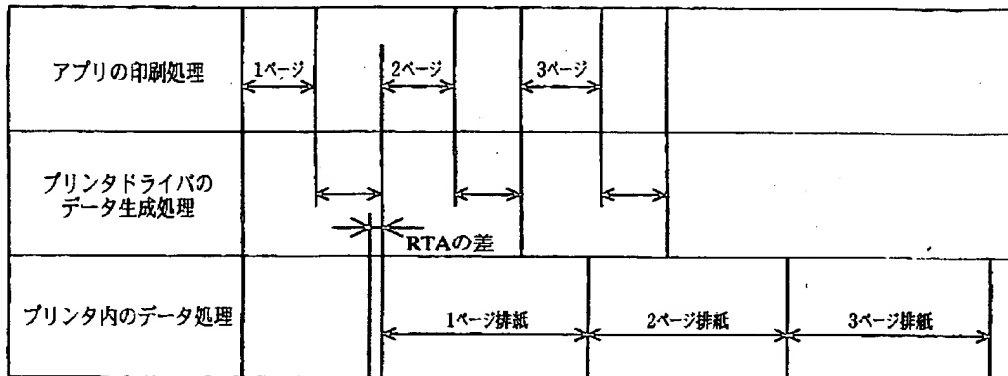 アプリの印刷処理
1ページ
2ページ
3ページ
プリンタドライバの
データ生成処理
RTAの差
プリンタ内のデータ処理
1ページ排紙
2ページ排紙
3ページ排紙